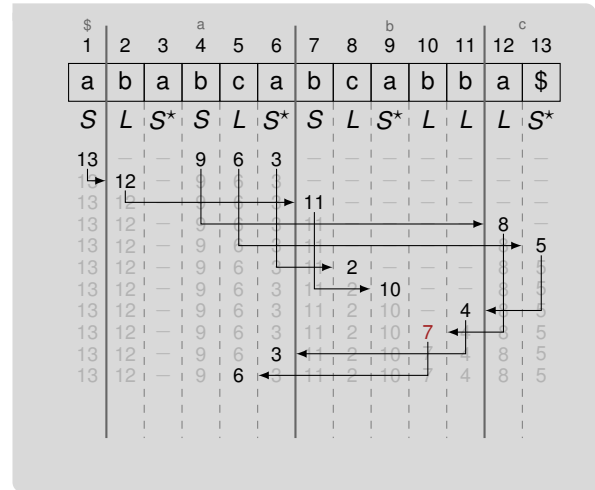 $ a b c
1 2 3 4 5 6 7 8 9 10 11 12 13
a b a b c a b c a b b a $
S L S⋆ S L S⋆ S L S⋆ L L L S⋆
13 — — 9 6 3 — — — — — — —
13 12 — 9 6 3 — — — — — — —
13 12 — 9 6 3 11 — — — — — —
13 12 — 9 6 3 11 — — — — 8 —
13 12 — 9 6 3 11 — — — — 8 5
13 12 — 9 6 3 11 2 — — — 8 5
13 12 — 9 6 3 11 2 10 — — 8 5
13 12 — 9 6 3 11 2 10 — 4 8 5
13 12 — 9 6 3 11 2 10 7 4 8 5
13 12 — 9 6 3 11 2 10 7 4 8 5
13 12 — 9 6 3 11 2 10 7 4 8 5